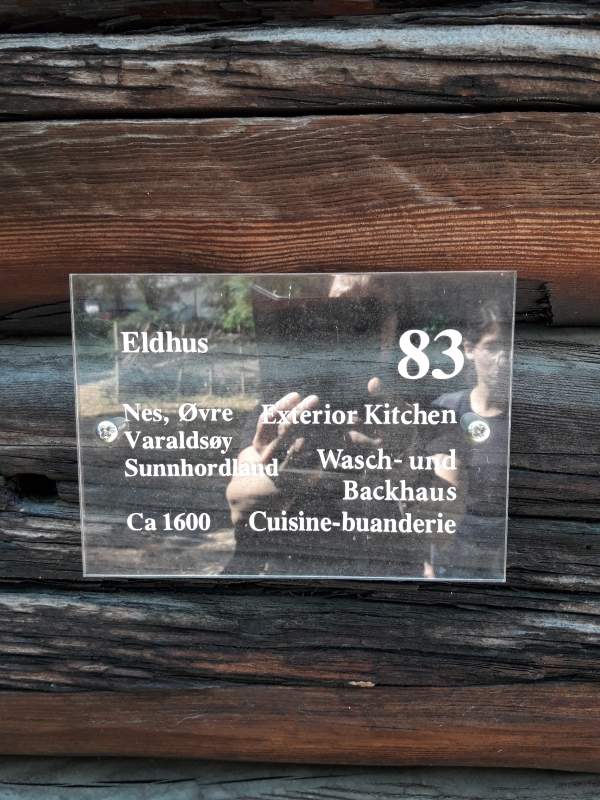 Eldhus
83
Nes, Øvre
Varaldsøy
Sunnhordland
Ca 1600
Exterior Kitchen
Wasch- und
Backhaus
Cuisine-buanderie